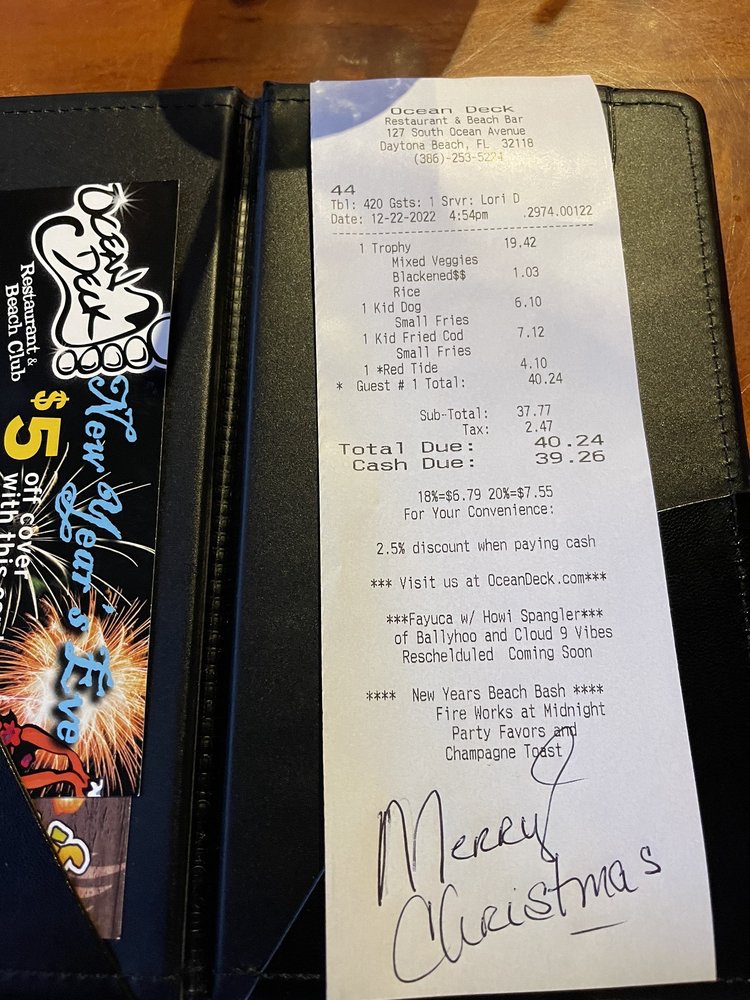 Ocean Deck
Restaurant & Beach Bar
127 South Ocean Avenue
Daytona Beach, FL 32118
(386)-253-5224
44
Tbl: 420 Gsts: 1 Srvr: Lori D
Date: 12-22-2022 4:54pm .2974.00122
1 Trophy 19.42
Mixed Veggies
Blackened$$ 1.03
Rice
1 Kid Dog 6.10
Small Fries
1 Kid Fried Cod 7.12
Small Fries
1 *Red Tide 4.10
* Guest # 1 Total: 40.24
Sub-Total: 37.77
Tax: 2.47
Total Due: 40.24
Cash Due: 39.26
18%=$6.79 20%=$7.55
For Your Convenience:
2.5% discount when paying cash
*** Visit us at OceanDeck.com***
***Fayuca w/ Howi Spangler***
of Ballyhoo and Cloud 9 Vibes
Reschelduled Coming Soon
**** New Years Beach Bash ****
Fire Works at Midnight
Party Favors and
Champagne Toast
Merry
Christmas
OCEAN
DECK
Restaurant &
Beach Club
New Year's Eve
$5
off cover
with this